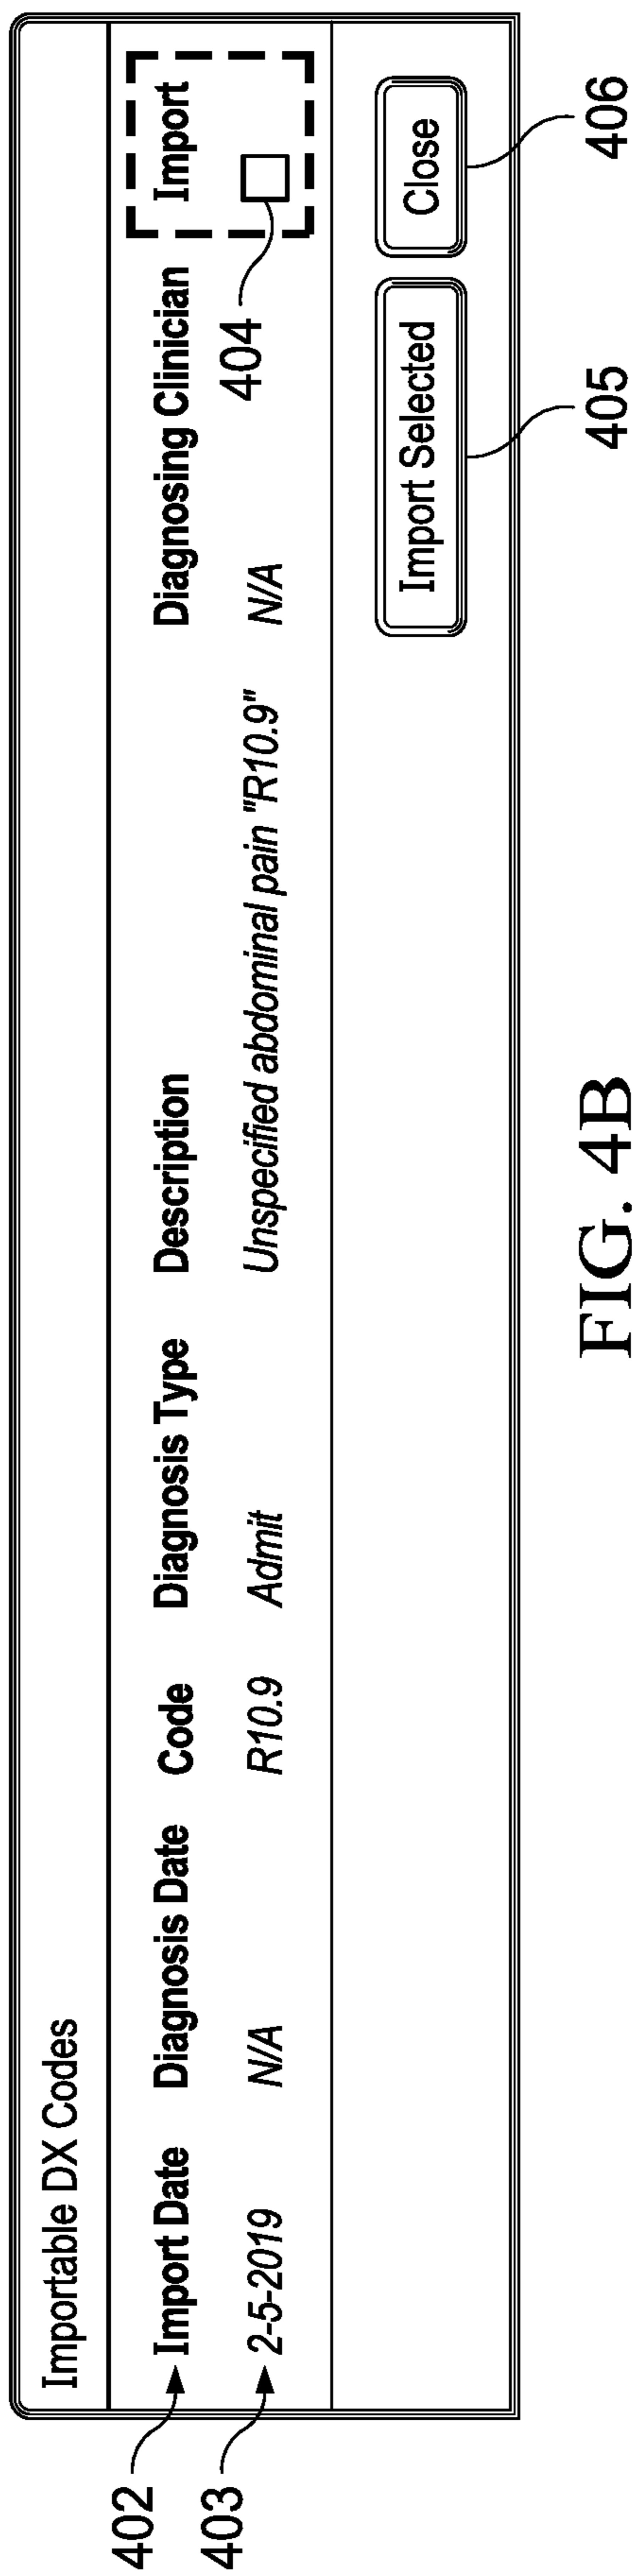 Importable DX Codes
402 Import Date Diagnosis Date Code Diagnosis Type Description Diagnosing Clinician Import
403 2-5-2019 N/A R10.9 Admit Unspecified abdominal pain "R10.9" N/A
404
Import Selected Close
405 406
FIG. 4B